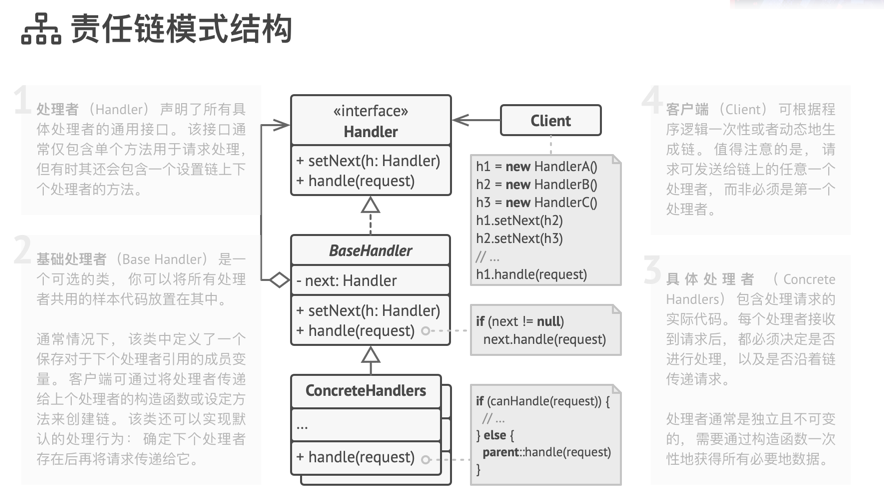 责任链模式结构
1
处理者 （Handler） 声明了所有具
体处理者的通用接口。 该接口通
常仅包含单个方法用于请求处理，
但有时其还会包含一个设置链上下
个处理者的方法。
2
基础处理者 （Base Handler） 是一
个可选的类， 你可以将所有处理
者共用的样本代码放置在其中。
通常情况下， 该类中定义了一个
保存对于下个处理者引用的成员变
量。 客户端可通过将处理者传递
给上个处理者的构造函数或设定方
法来创建链。 该类还可以实现默
认的处理行为： 确定下个处理者
存在后再将请求传递给它。
«interface»
Handler
+ setNext(h: Handler)
+ handle(request)
BaseHandler
- next: Handler
+ setNext(h: Handler)
+ handle(request)
ConcreteHandlers
...
+ handle(request)
Client
h1 = new HandlerA()
h2 = new HandlerB()
h3 = new HandlerC()
h1.setNext(h2)
h2.setNext(h3)
// ...
h1.handle(request)
if (next != null)
next.handle(request)
if (canHandle(request)) {
// ...
} else {
parent::handle(request)
}
4
客户端 （Client） 可根据程
序逻辑一次性或者动态地生
成链。 值得注意的是， 请
求可发送给链上的任意一个
处理者， 而非必须是第一个
处理者。
3
具体处理者 （Concrete
Handlers） 包含处理请求的
实际代码。 每个处理者接收
到请求后， 都必须决定是否
进行处理， 以及是否沿着链
传递请求。
处理者通常是独立且不可变
的， 需要通过构造函数一次
性地获得所有必要地数据。